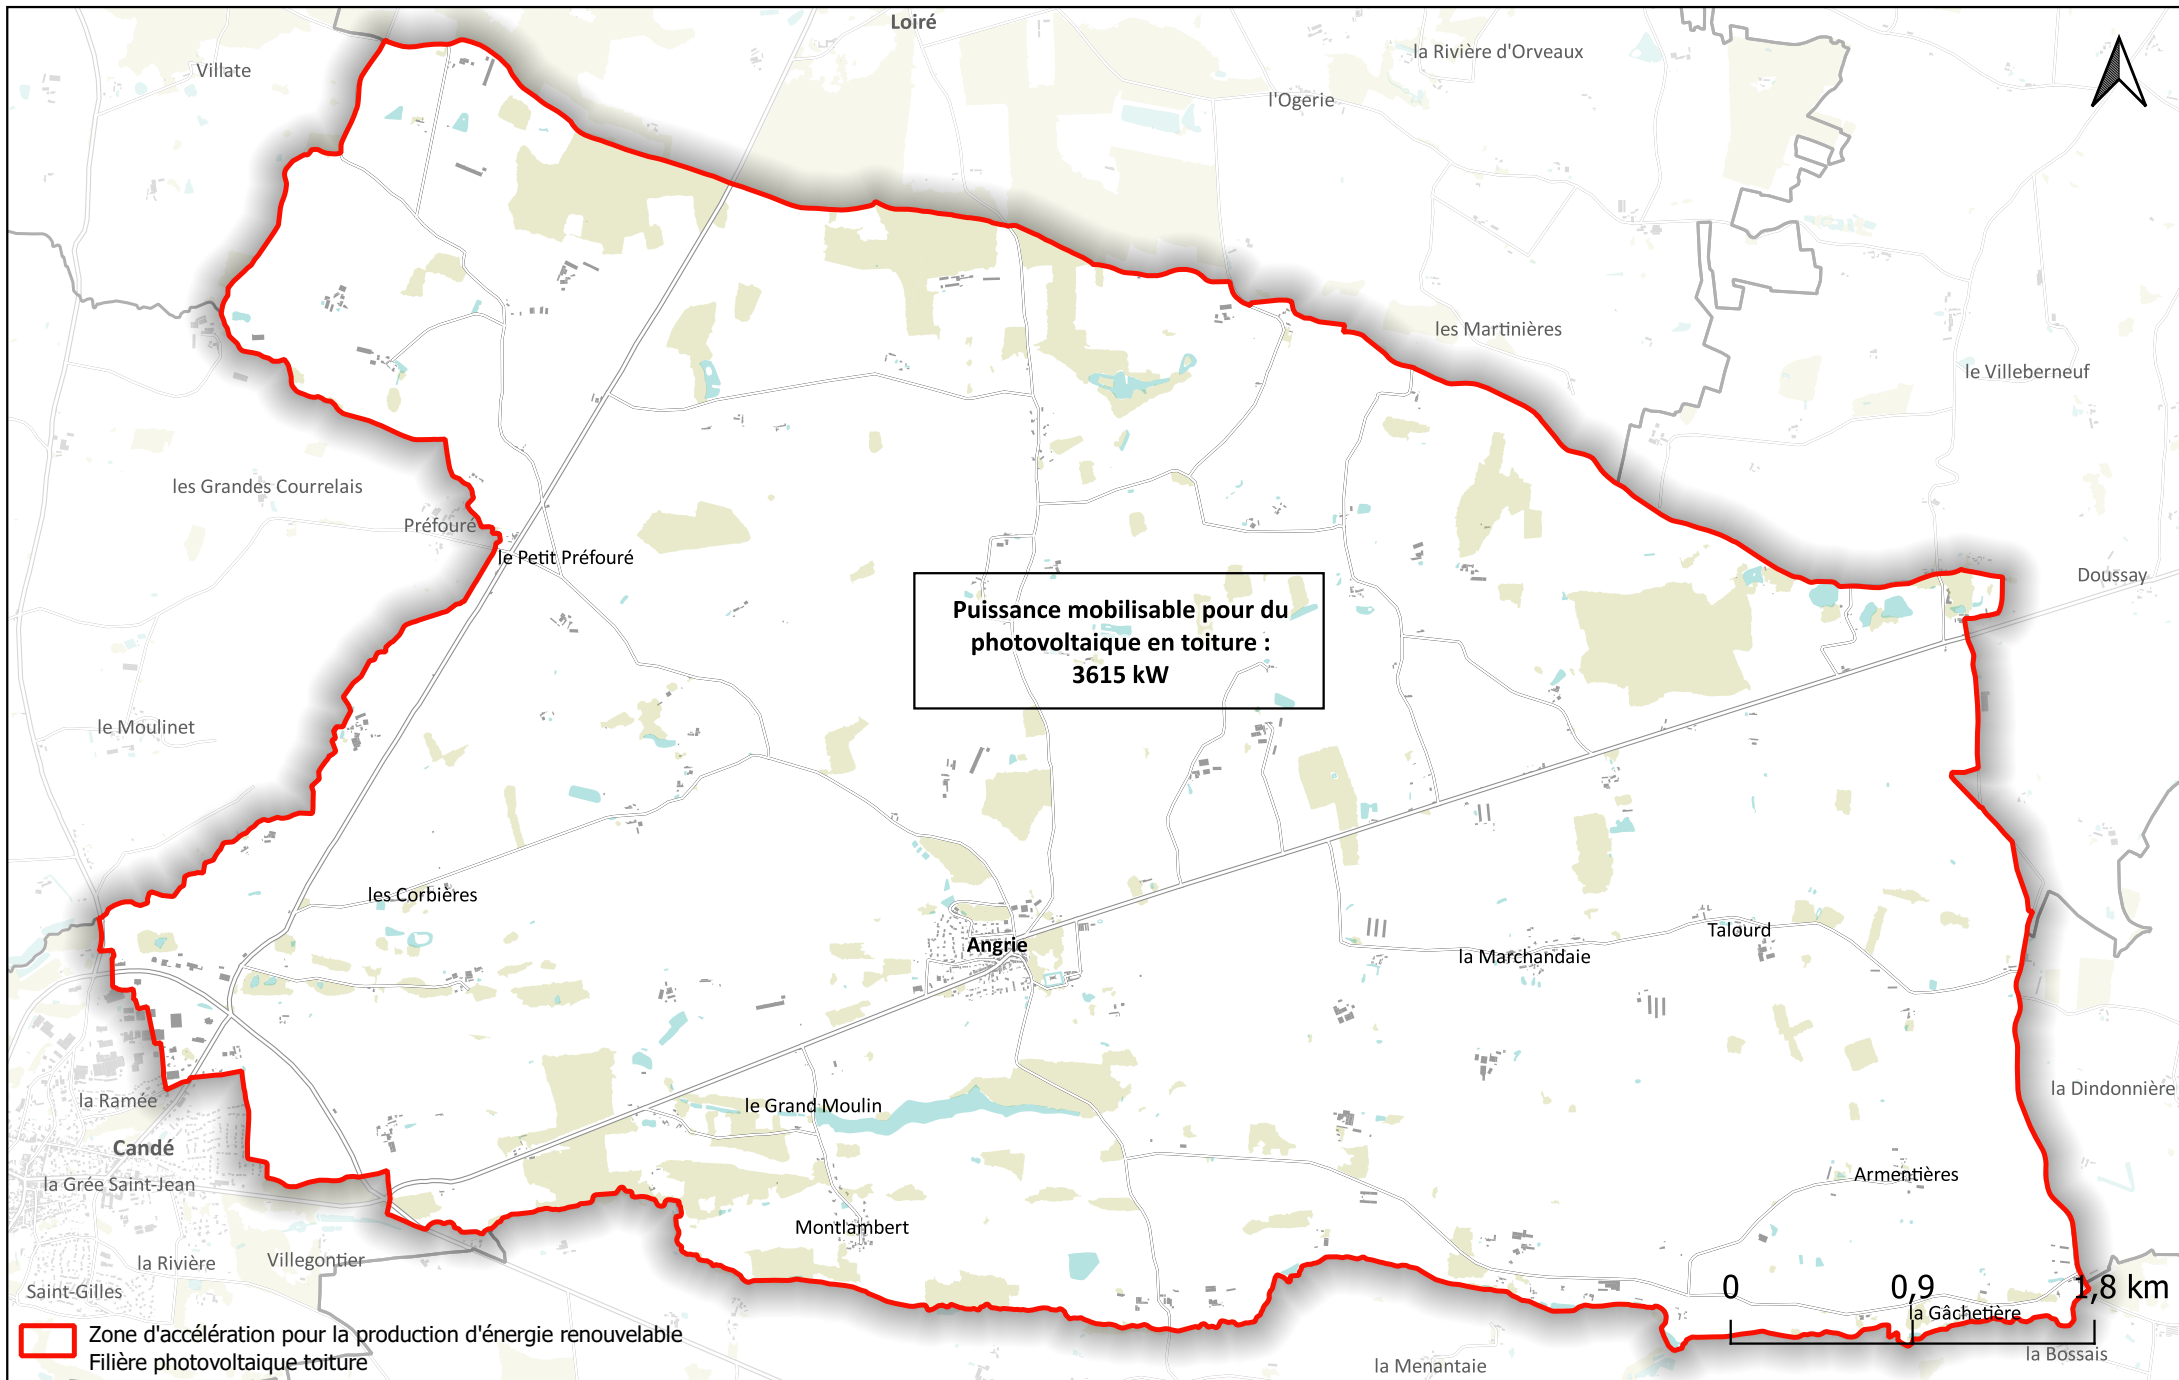 Loiré
la Rivière d'Orveaux
Villate
l'Ogerie
les Martinières
le Villeberneuf
les Grandes Courrelais
Préfouré
le Petit Préfouré
Doussay
Puissance mobilisable pour du
photovoltaique en toiture :
3615 kW
le Moulinet
les Corbières
Angrie
Talourd
la Marchandaie
la Ramée
le Grand Moulin
la Dindonnière
Candé
la Grée Saint-Jean
Armentières
Montlambert
la Rivière
Villegontier
Saint-Gilles
0 0,9 1,8 km
la Gâchetière
Zone d'accélération pour la production d'énergie renouvelable
Filière photovoltaique toiture
la Bossais
la Menantaie